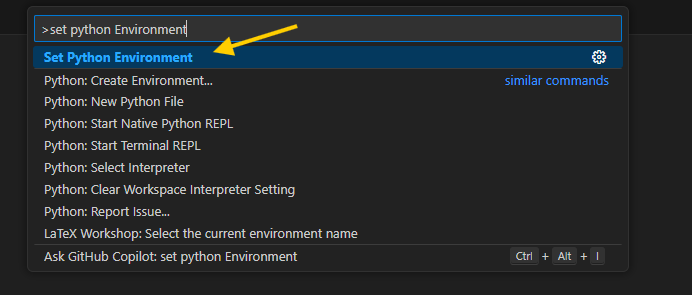 >set python Environment
Set Python Environment
Python: Create Environment... similar commands
Python: New Python File
Python: Start Native Python REPL
Python: Start Terminal REPL
Python: Select Interpreter
Python: Clear Workspace Interpreter Setting
Python: Report Issue...
LaTeX Workshop: Select the current environment name
Ask GitHub Copilot: set python Environment Ctrl + Alt + I